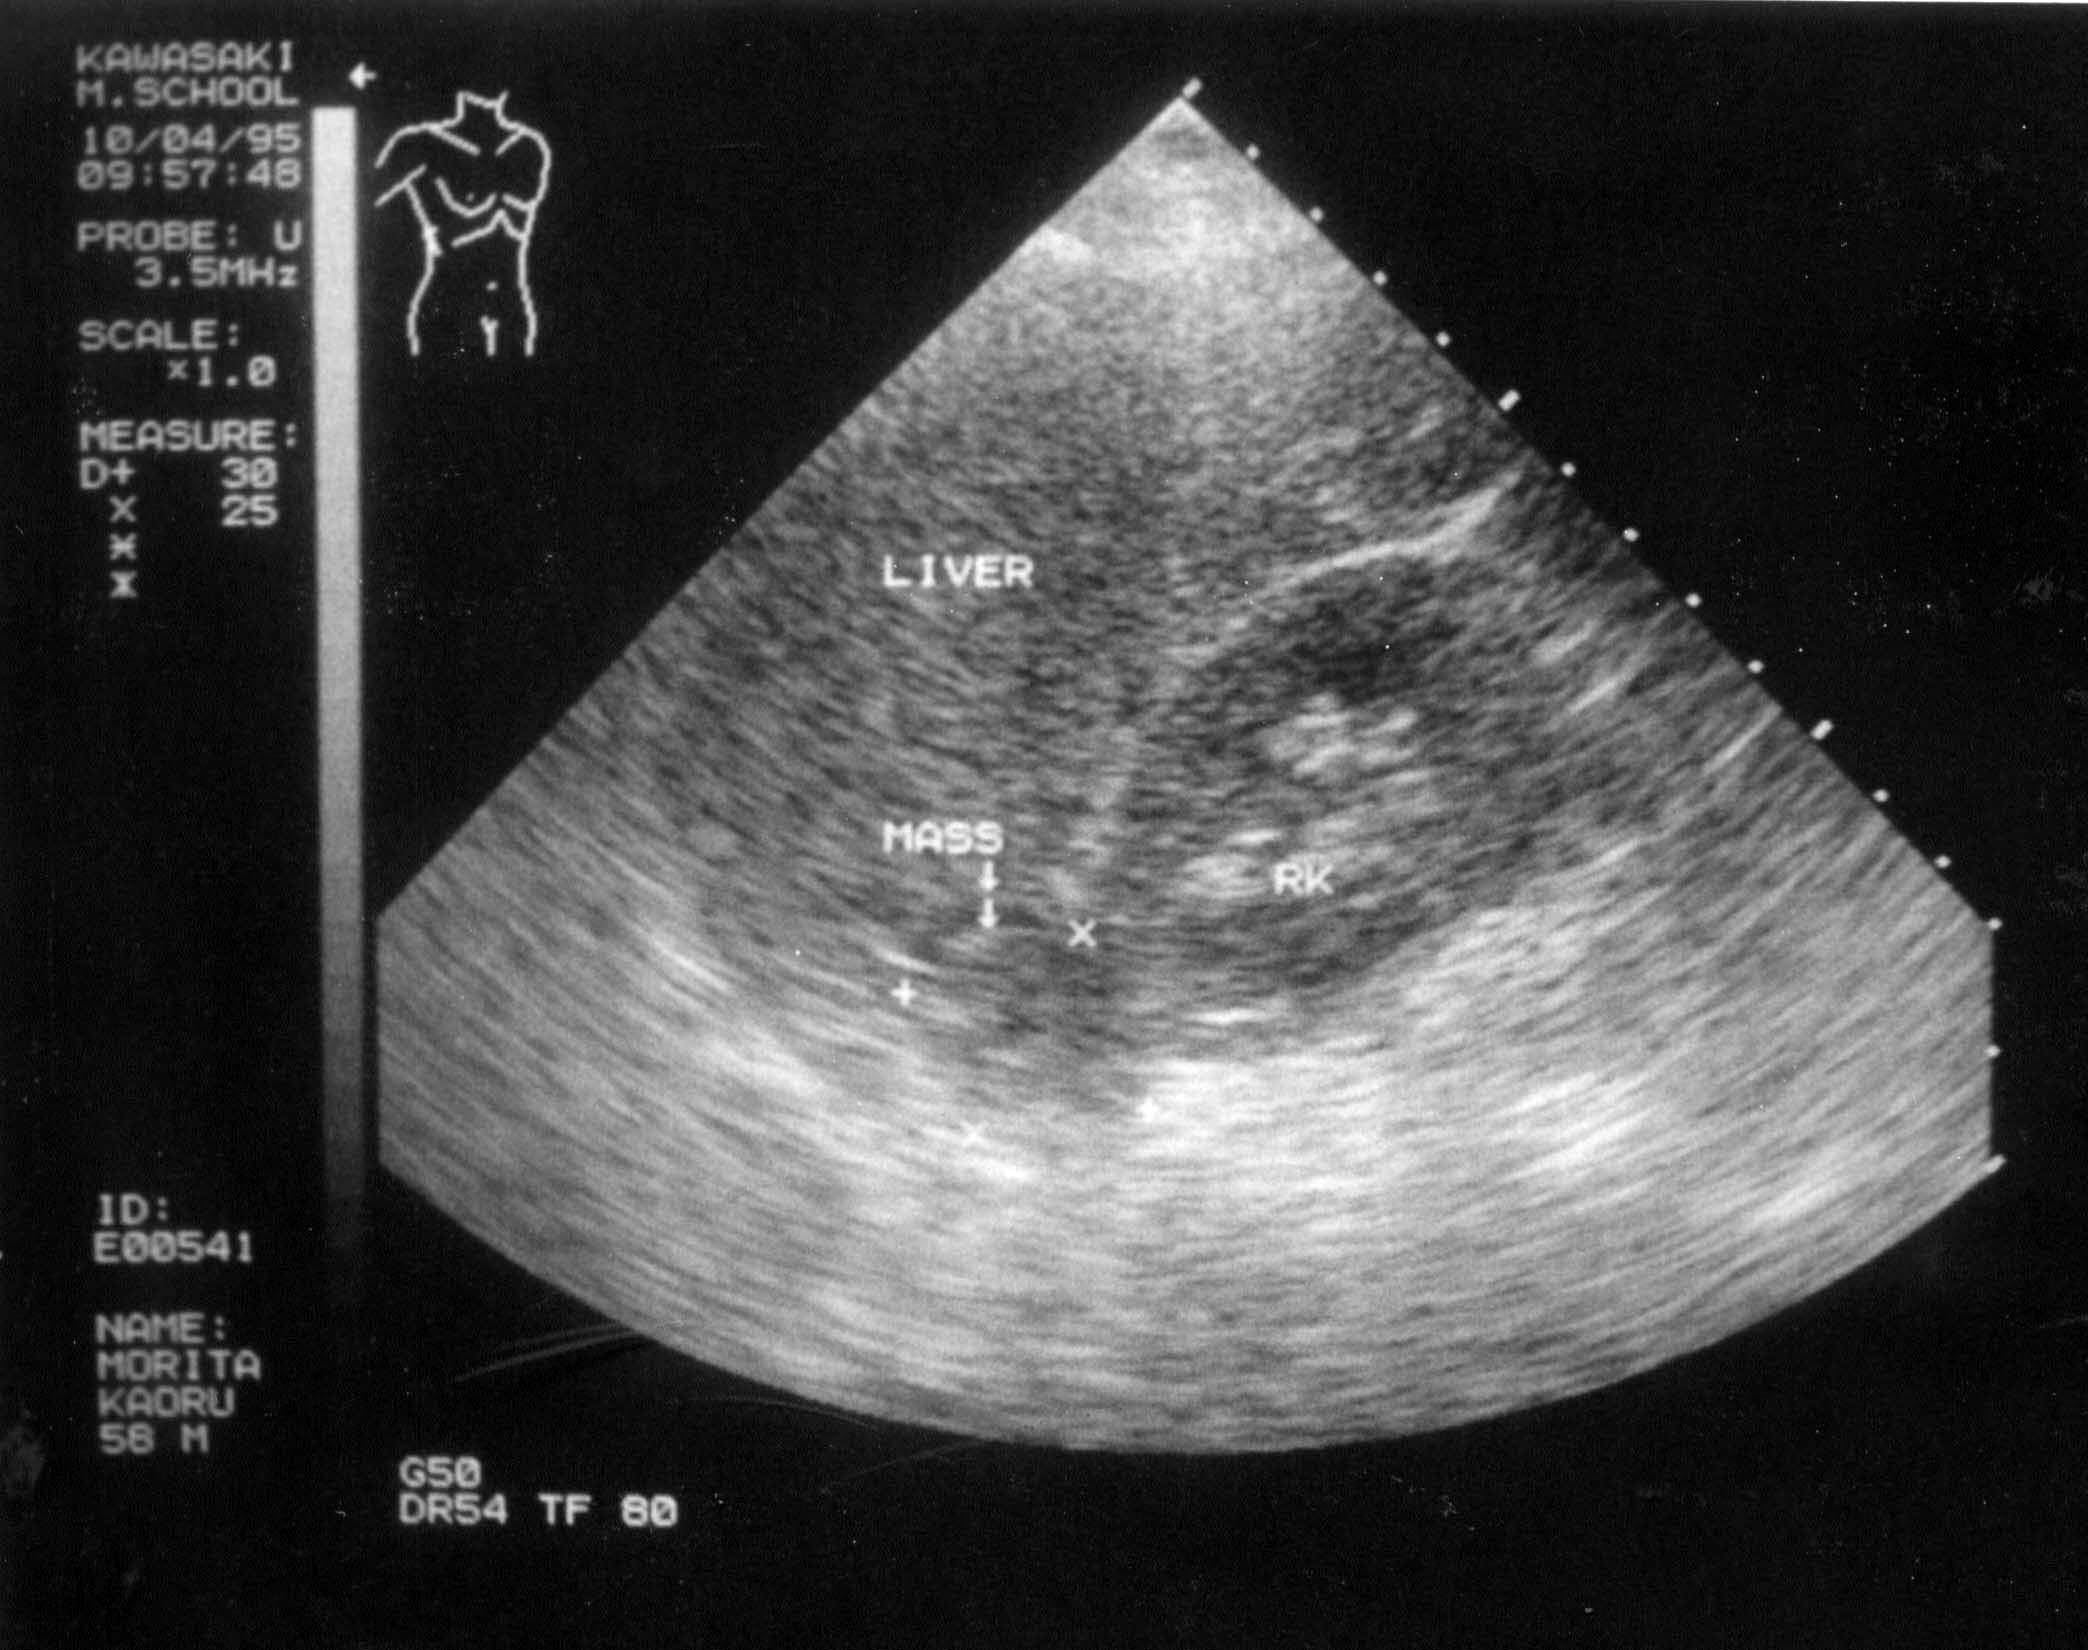 KAWASAKI
M.SCHOOL
10/04/95
09:57:48
PROBE: U
3.5MHz
SCALE:
×1.0
MEASURE:
D+ 30
× 25
LIVER
MASS
RK
ID:
E00541
NAME:
MORITA
KAORU
58 M
G50
DR54 TF 80